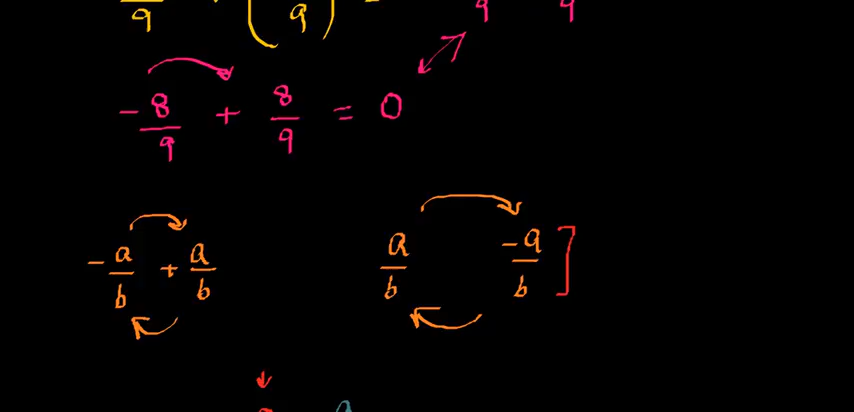 -8/9 + 8/9 = 0
-a/b + a/b    a/b    -a/b ]